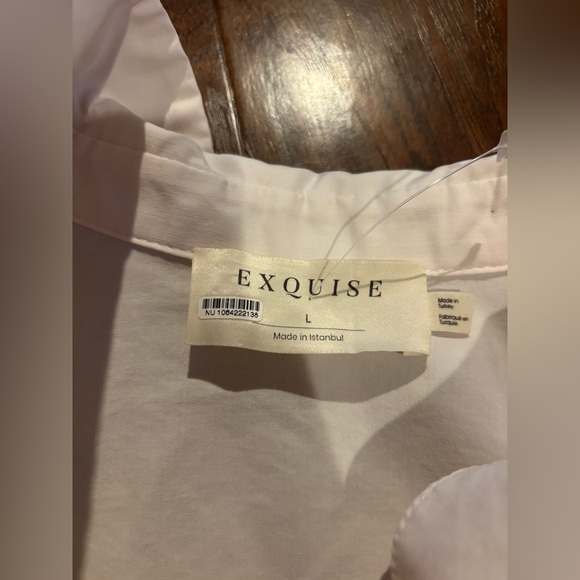 EXQUISE
NU 1064222138
L
Made in Istanbul
Made in
Turkey
Fabriqué en
Turquie